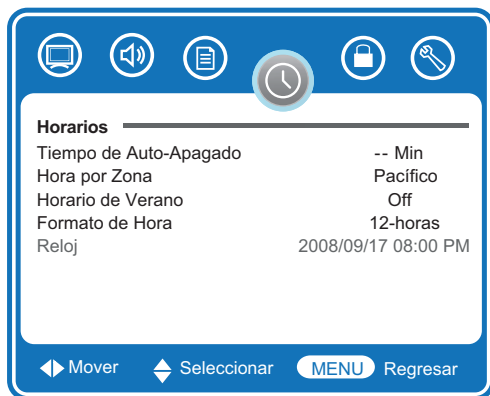 Horarios
Tiempo de Auto-Apagado -- Min
Hora por Zona Pacífico
Horario de Verano Off
Formato de Hora 12-horas
Reloj 2008/09/17 08:00 PM
Mover Seleccionar MENU Regresar